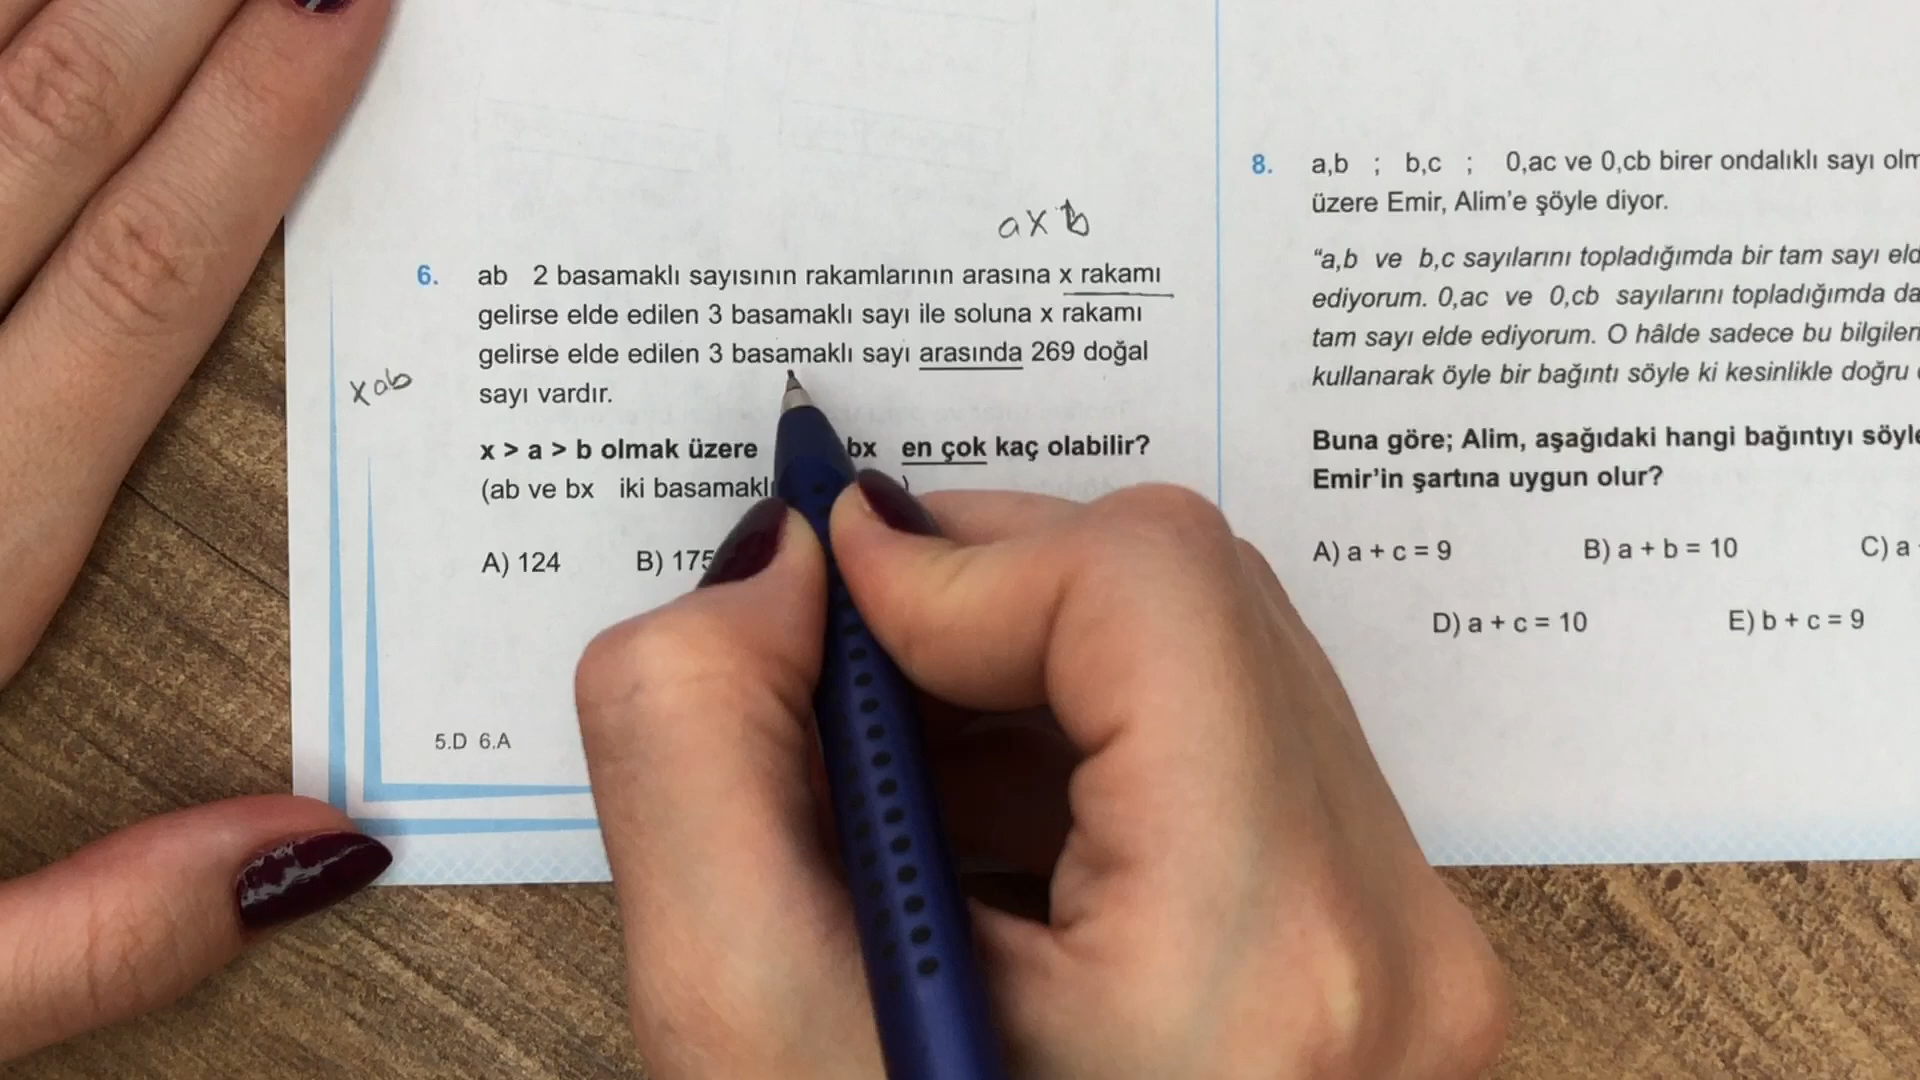 axb
6. ab 2 basamaklı sayısının rakamlarının arasına x rakamı
gelirse elde edilen 3 basamaklı sayı ile soluna x rakamı
gelirse elde edilen 3 basamaklı sayı arasında 269 doğal
sayı vardır.
xab
x > a > b olmak üzere bx en çok kaç olabilir?
(ab ve bx iki basamaklı )
A) 124 B) 175
5.D 6.A
8. a,b ; b,c ; 0,ac ve 0,cb birer ondalıklı sayı olm
üzere Emir, Alim'e şöyle diyor.
“a,b ve b,c sayılarını topladığımda bir tam sayı eld
ediyorum. 0,ac ve 0,cb sayılarını topladığımda da
tam sayı elde ediyorum. O hâlde sadece bu bilgilen
kullanarak öyle bir bağıntı söyle ki kesinlikle doğru
Buna göre; Alim, aşağıdaki hangi bağıntıyı söyle
Emir'in şartına uygun olur?
A) a + c = 9 B) a + b = 10 C) a
D) a + c = 10 E) b + c = 9